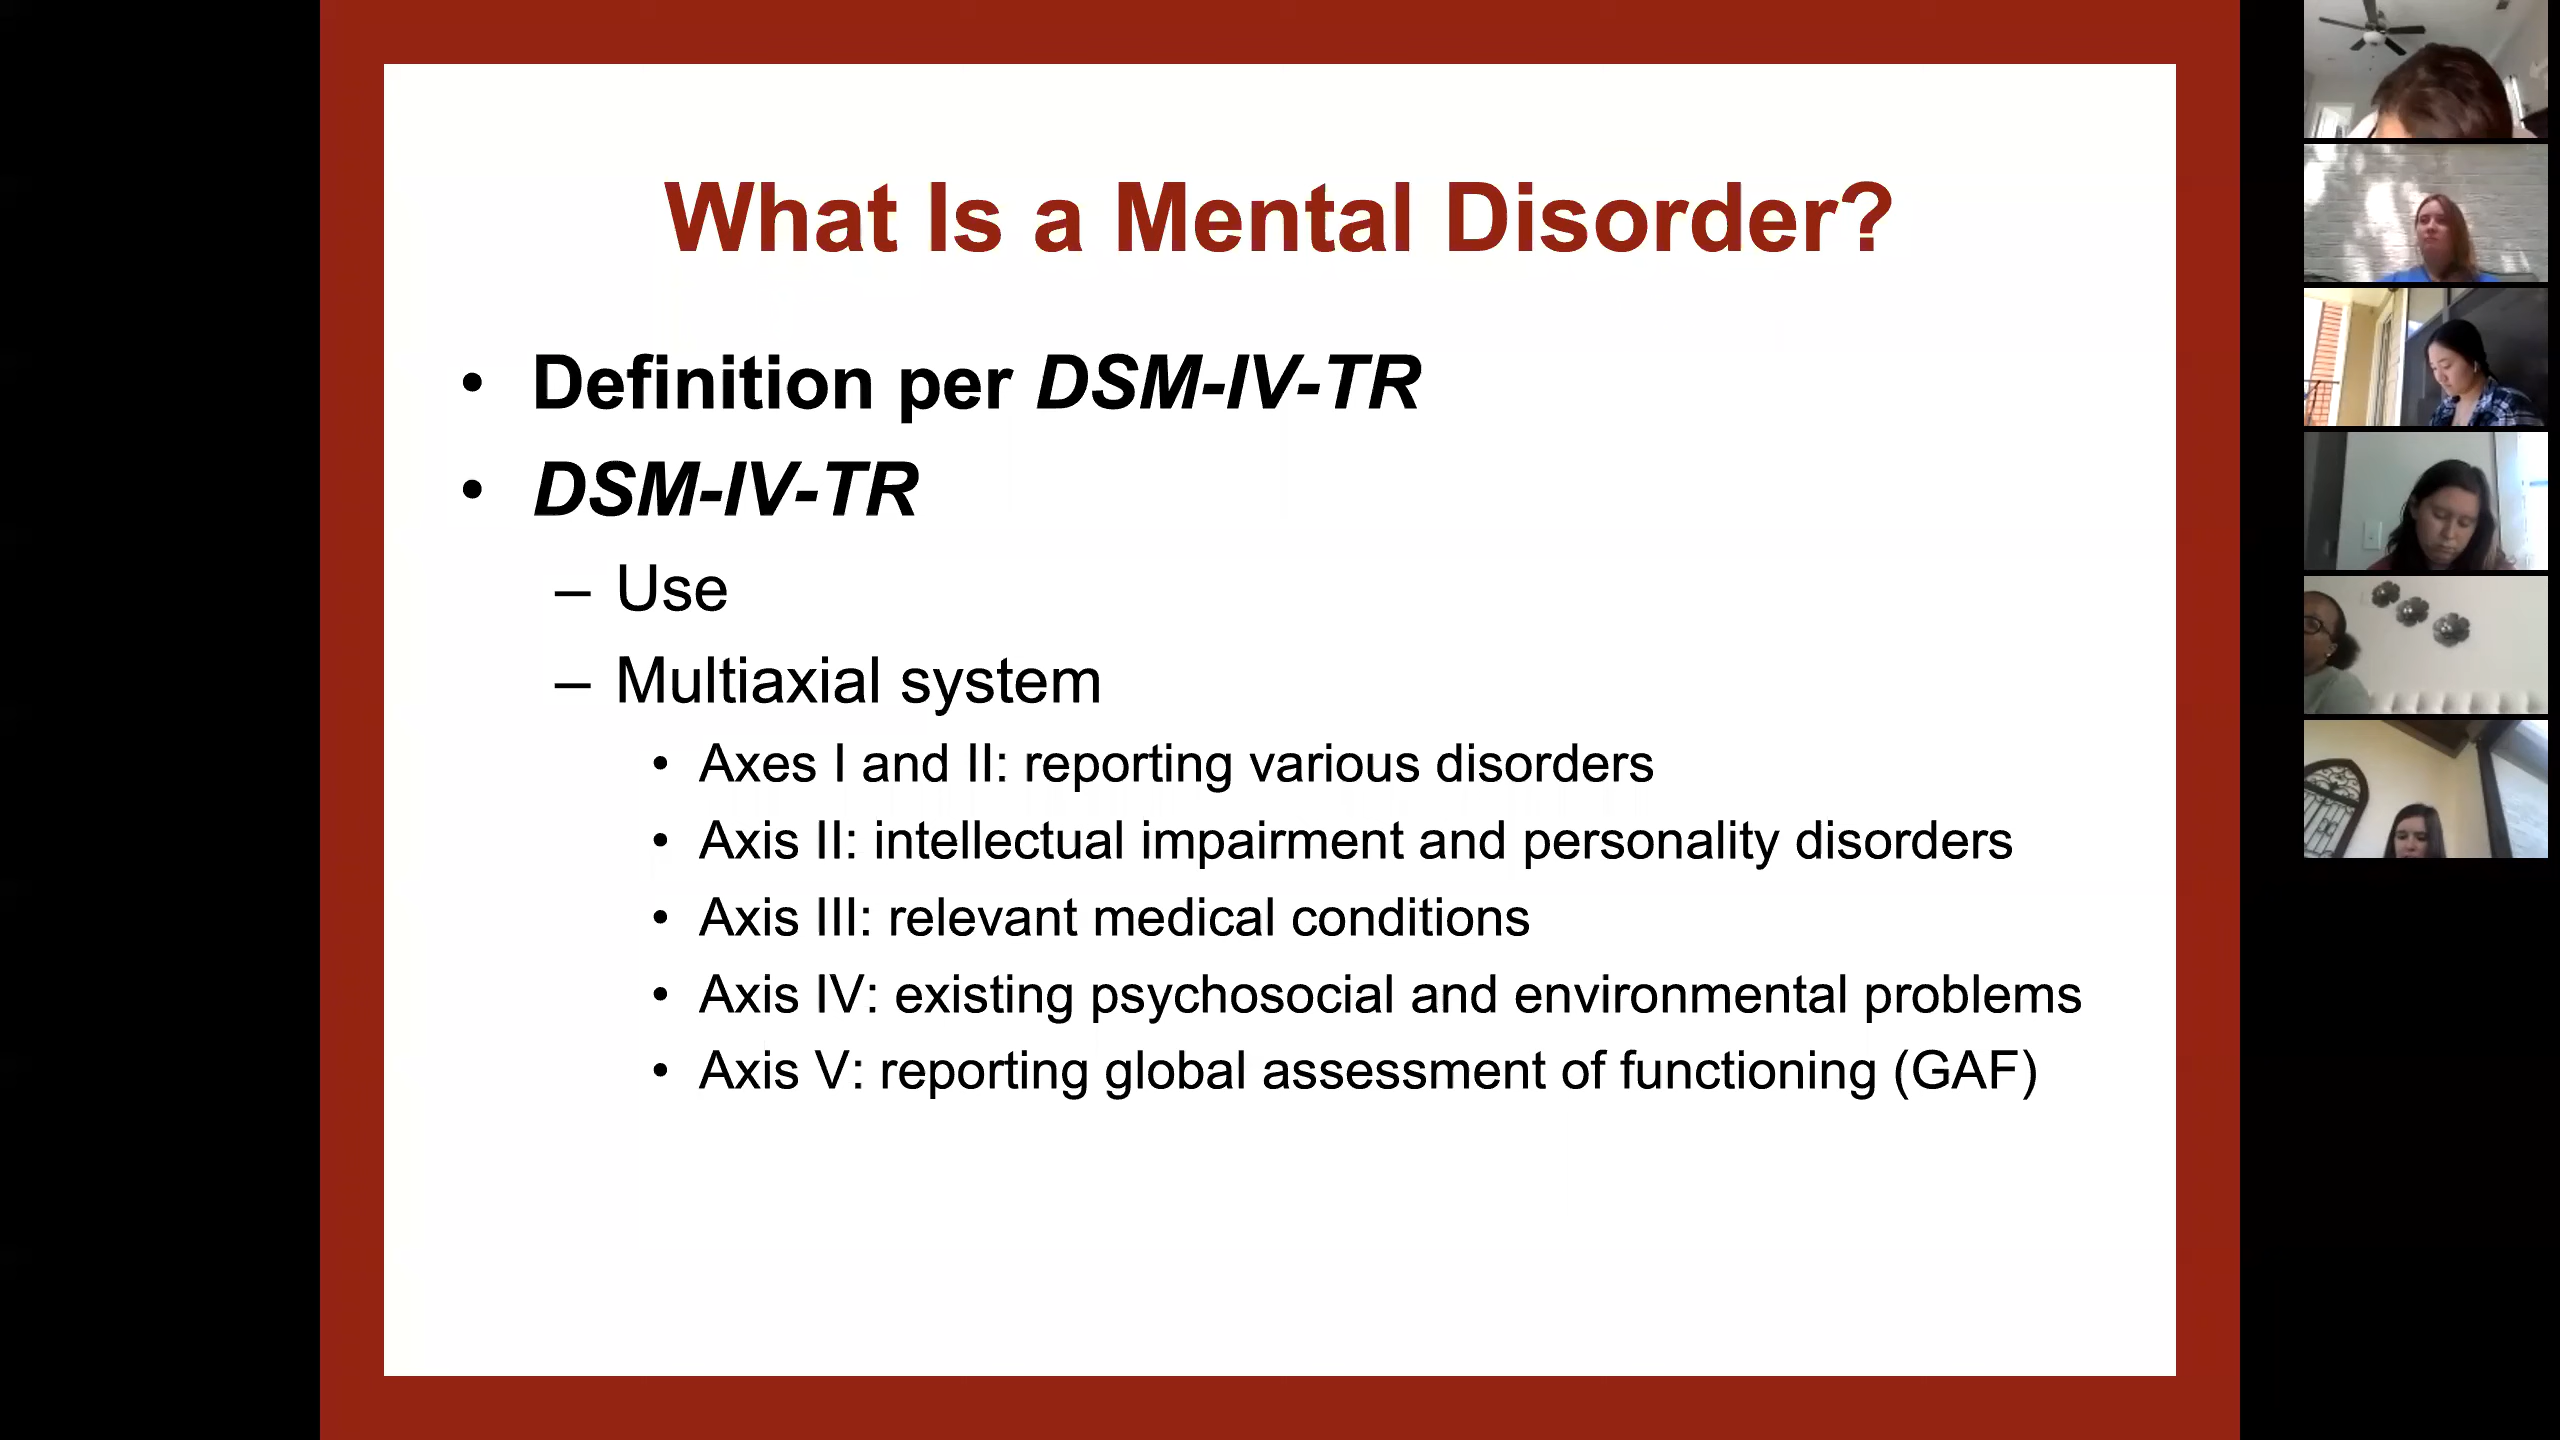 What Is a Mental Disorder?
• Definition per DSM-IV-TR
• DSM-IV-TR
– Use
– Multiaxial system
• Axes I and II: reporting various disorders
• Axis II: intellectual impairment and personality disorders
• Axis III: relevant medical conditions
• Axis IV: existing psychosocial and environmental problems
• Axis V: reporting global assessment of functioning (GAF)